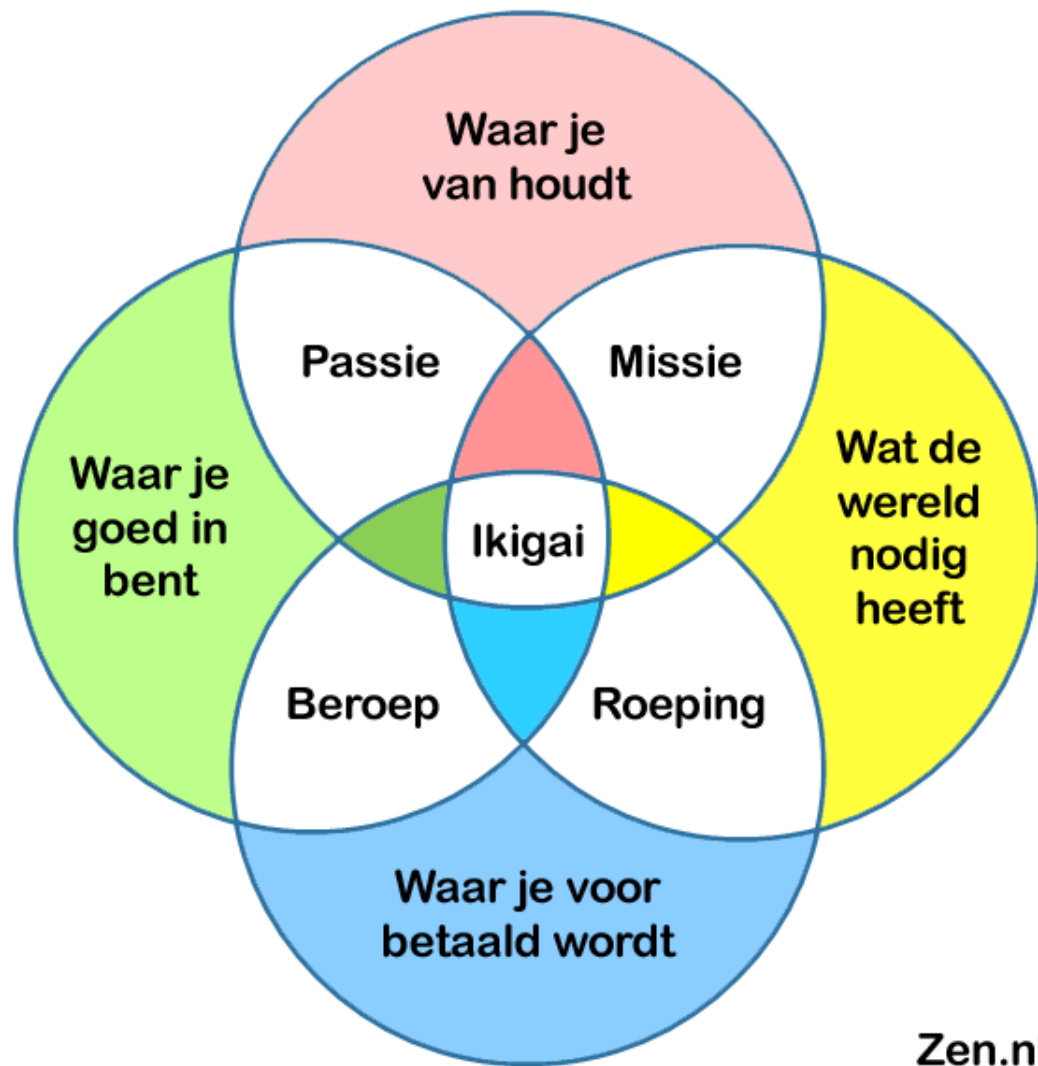 Waar je
van houdt
Passie
Missie
Waar je
goed in
bent
Wat de
wereld
nodig
heeft
Ikigai
Beroep
Roeping
Waar je voor
betaald wordt
Zen.nl